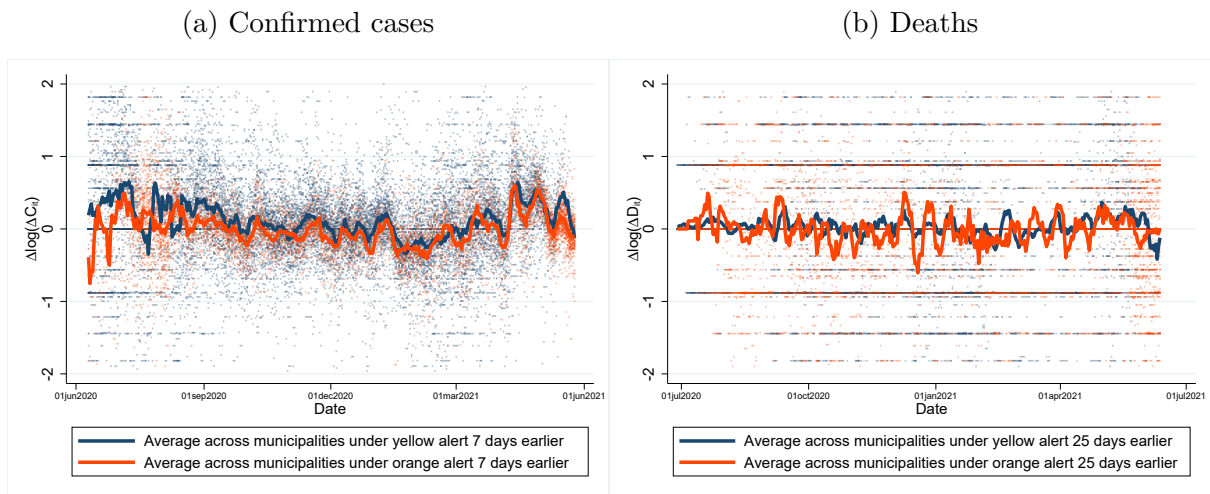 (a) Confirmed cases
(b) Deaths
Δlog(ΔC_it)
2
1
0
-1
-2
01jun2020
01sep2020
01dec2020
01mar2021
01jun2021
Date
Average across municipalities under yellow alert 7 days earlier
Average across municipalities under orange alert 7 days earlier
Δlog(ΔD_it)
2
1
0
-1
-2
01jul2020
01oct2020
01jan2021
01apr2021
01jul2021
Date
Average across municipalities under yellow alert 25 days earlier
Average across municipalities under orange alert 25 days earlier